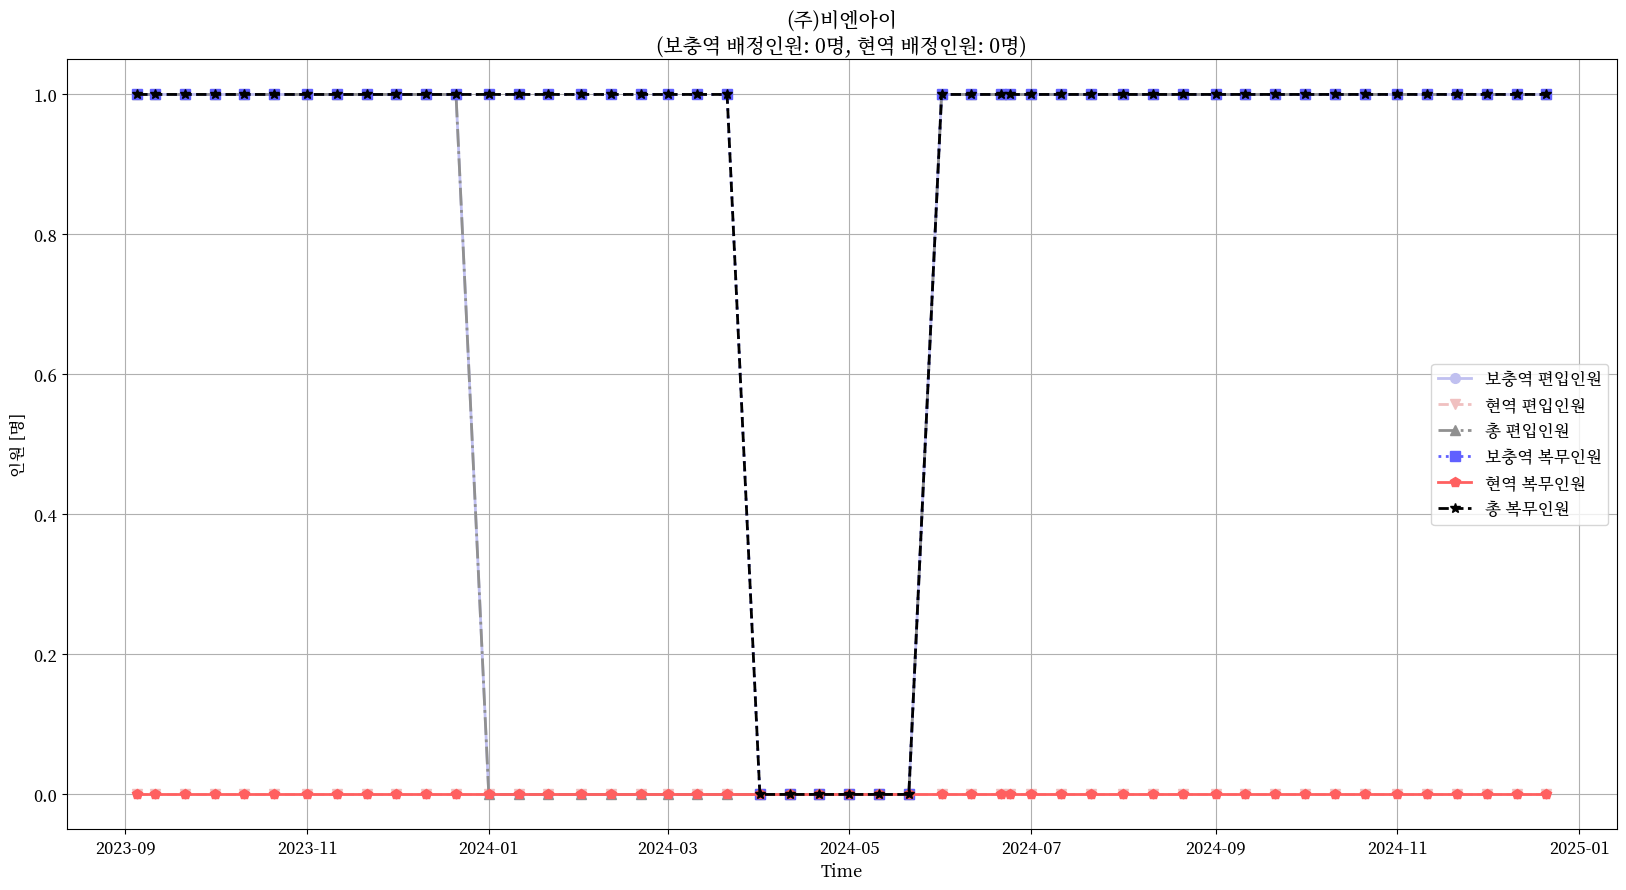 (주)비엔아이
(보충역 배정인원: 0명, 현역 배정인원: 0명)
인원 [명]
1.0
0.8
0.6
0.4
0.2
0.0
보충역 편입인원
현역 편입인원
총 편입인원
보충역 복무인원
현역 복무인원
총 복무인원
2023-09
2023-11
2024-01
2024-03
2024-05
2024-07
2024-09
2024-11
2025-01
Time